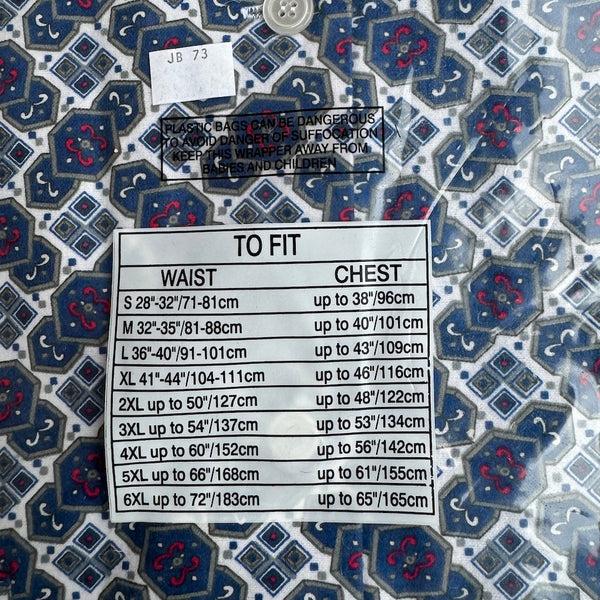 JB 73
PLASTIC BAGS CAN BE DANGEROUS
TO AVOID DANGER OF SUFFOCATION
KEEP THIS WRAPPER AWAY FROM
BABIES AND CHILDREN
TO FIT
WAIST CHEST
S 28"-32"/71-81cm up to 38"/96cm
M 32"-35"/81-88cm up to 40"/101cm
L 36"-40"/91-101cm up to 43"/109cm
XL 41"-44"/104-111cm up to 46"/116cm
2XL up to 50"/127cm up to 48"/122cm
3XL up to 54"/137cm up to 53"/134cm
4XL up to 60"/152cm up to 56"/142cm
5XL up to 66"/168cm up to 61"/155cm
6XL up to 72"/183cm up to 65"/165cm